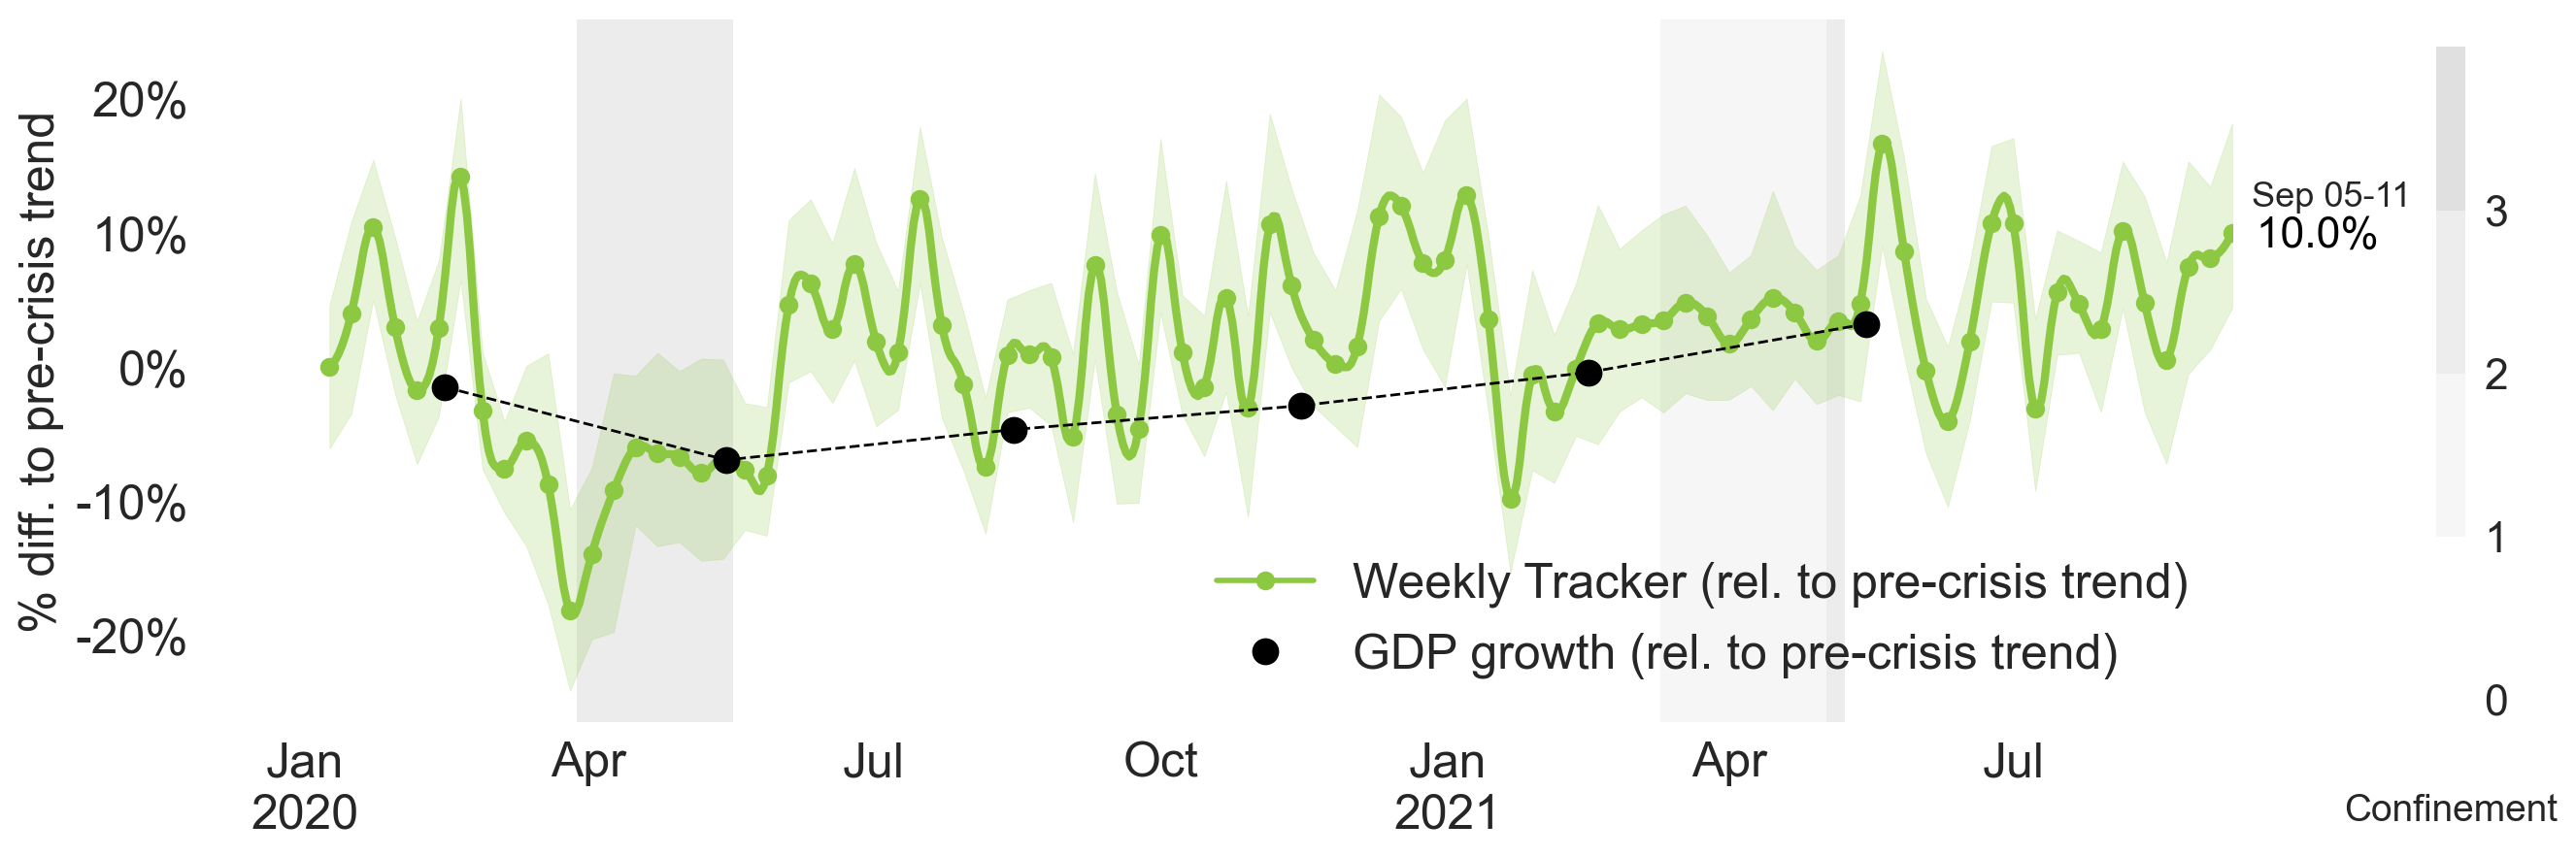 % diff. to pre-crisis trend
20%
10%
0%
-10%
-20%
Sep 05-11
10.0%
3
2
1
0
Weekly Tracker (rel. to pre-crisis trend)
GDP growth (rel. to pre-crisis trend)
Jan Apr Jul Oct Jan Apr Jul
2020 2021
Confinement